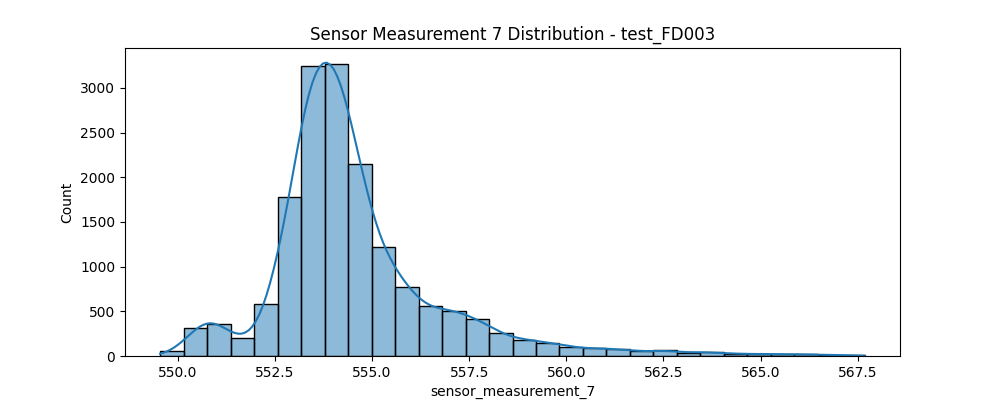 Sensor Measurement 7 Distribution - test_FD003
3000
2500
2000
1500
1000
500
0
Count
550.0 552.5 555.0 557.5 560.0 562.5 565.0 567.5
sensor_measurement_7